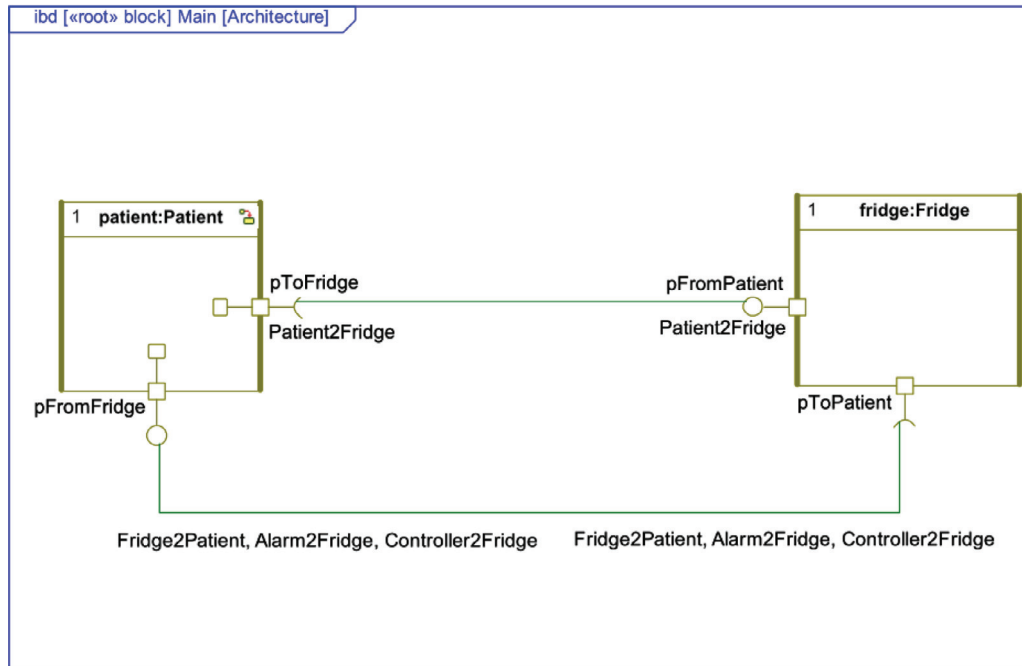 ibd [«root» block] Main [Architecture]
1 patient:Patient
1 fridge:Fridge
pToFridge
pFromPatient
Patient2Fridge
Patient2Fridge
pFromFridge
pToPatient
Fridge2Patient, Alarm2Fridge, Controller2Fridge
Fridge2Patient, Alarm2Fridge, Controller2Fridge